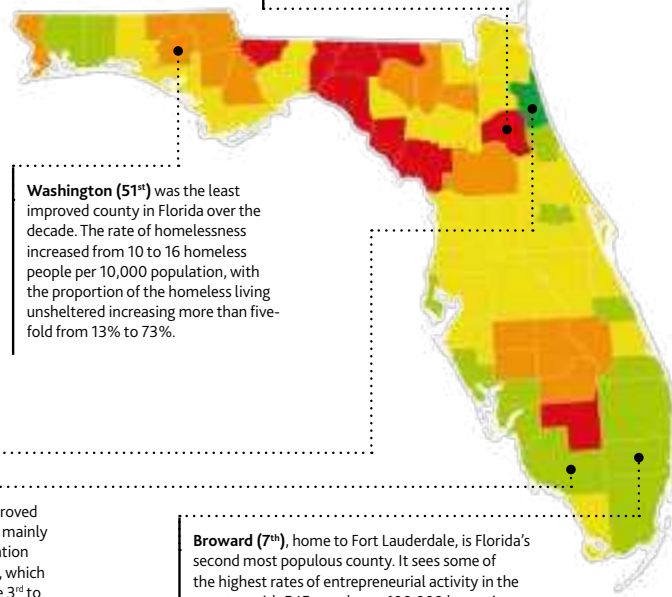 Washington (51st) was the least
improved county in Florida over the
decade. The rate of homelessness
increased from 10 to 16 homeless
people per 10,000 population, with
the proportion of the homeless living
unsheltered increasing more than five-
fold from 13% to 73%.
roved
mainly
ation
, which
e 3rd to
Broward (7th), home to Fort Lauderdale, is Florida's
second most populous county. It sees some of
the highest rates of entrepreneurial activity in the